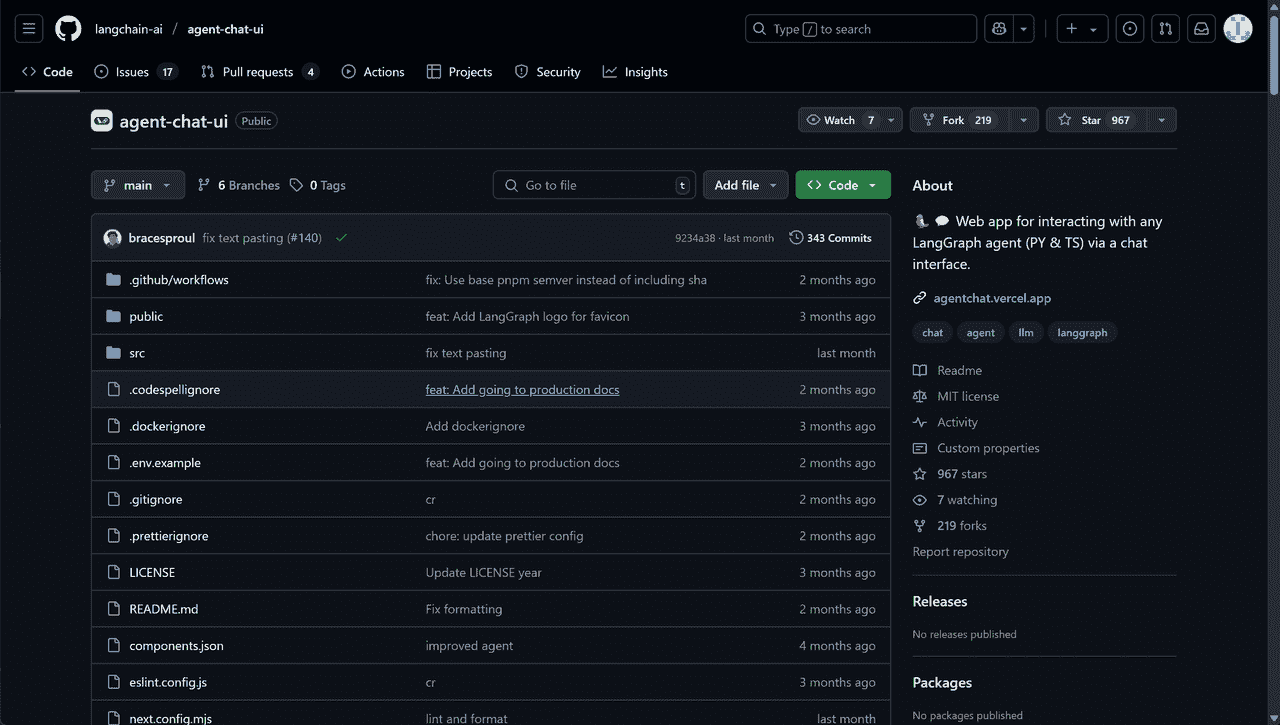 langchain-ai / agent-chat-ui
Type / to search
Code
Issues 17
Pull requests 4
Actions
Projects
Security
Insights
agent-chat-ui Public
Watch 7
Fork 219
Star 967
main
6 Branches
0 Tags
Go to file t
Add file
Code
bracesproul fix text pasting (#140) 9234a38 · last month 343 Commits
.github/workflows fix: Use base pnpm semver instead of including sha 2 months ago
public feat: Add LangGraph logo for favicon 3 months ago
src fix text pasting last month
.codespellignore feat: Add going to production docs 2 months ago
.dockerignore Add dockerignore 3 months ago
.env.example feat: Add going to production docs 2 months ago
.gitignore cr 2 months ago
.prettierignore chore: update prettier config 2 months ago
LICENSE Update LICENSE year 3 months ago
README.md Fix formatting 2 months ago
components.json improved agent 4 months ago
eslint.config.js cr 3 months ago
next.config.mjs lint and format last month
About
Web app for interacting with any
LangGraph agent (PY & TS) via a chat
interface.
agentchat.vercel.app
chat agent llm langgraph
Readme
MIT license
Activity
Custom properties
967 stars
7 watching
219 forks
Report repository
Releases
No releases published
Packages
No packages published